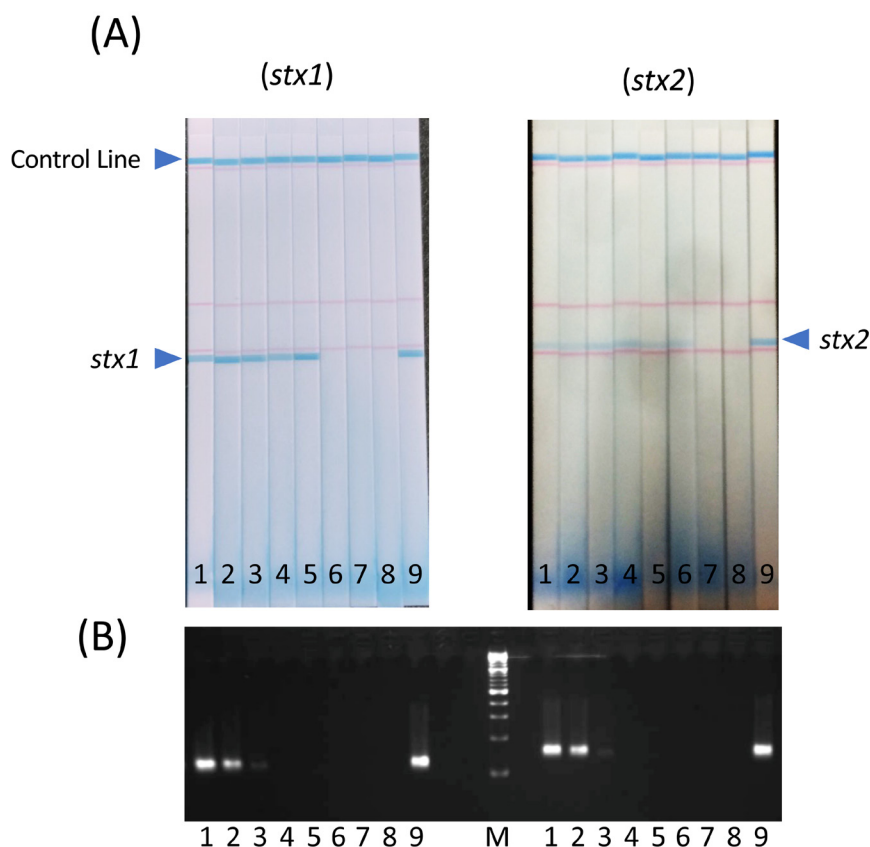 (A)
(stx1)
(stx2)
Control Line
stx1
stx2
1 2 3 4 5 6 7 8 9
1 2 3 4 5 6 7 8 9
(B)
1 2 3 4 5 6 7 8 9 M 1 2 3 4 5 6 7 8 9